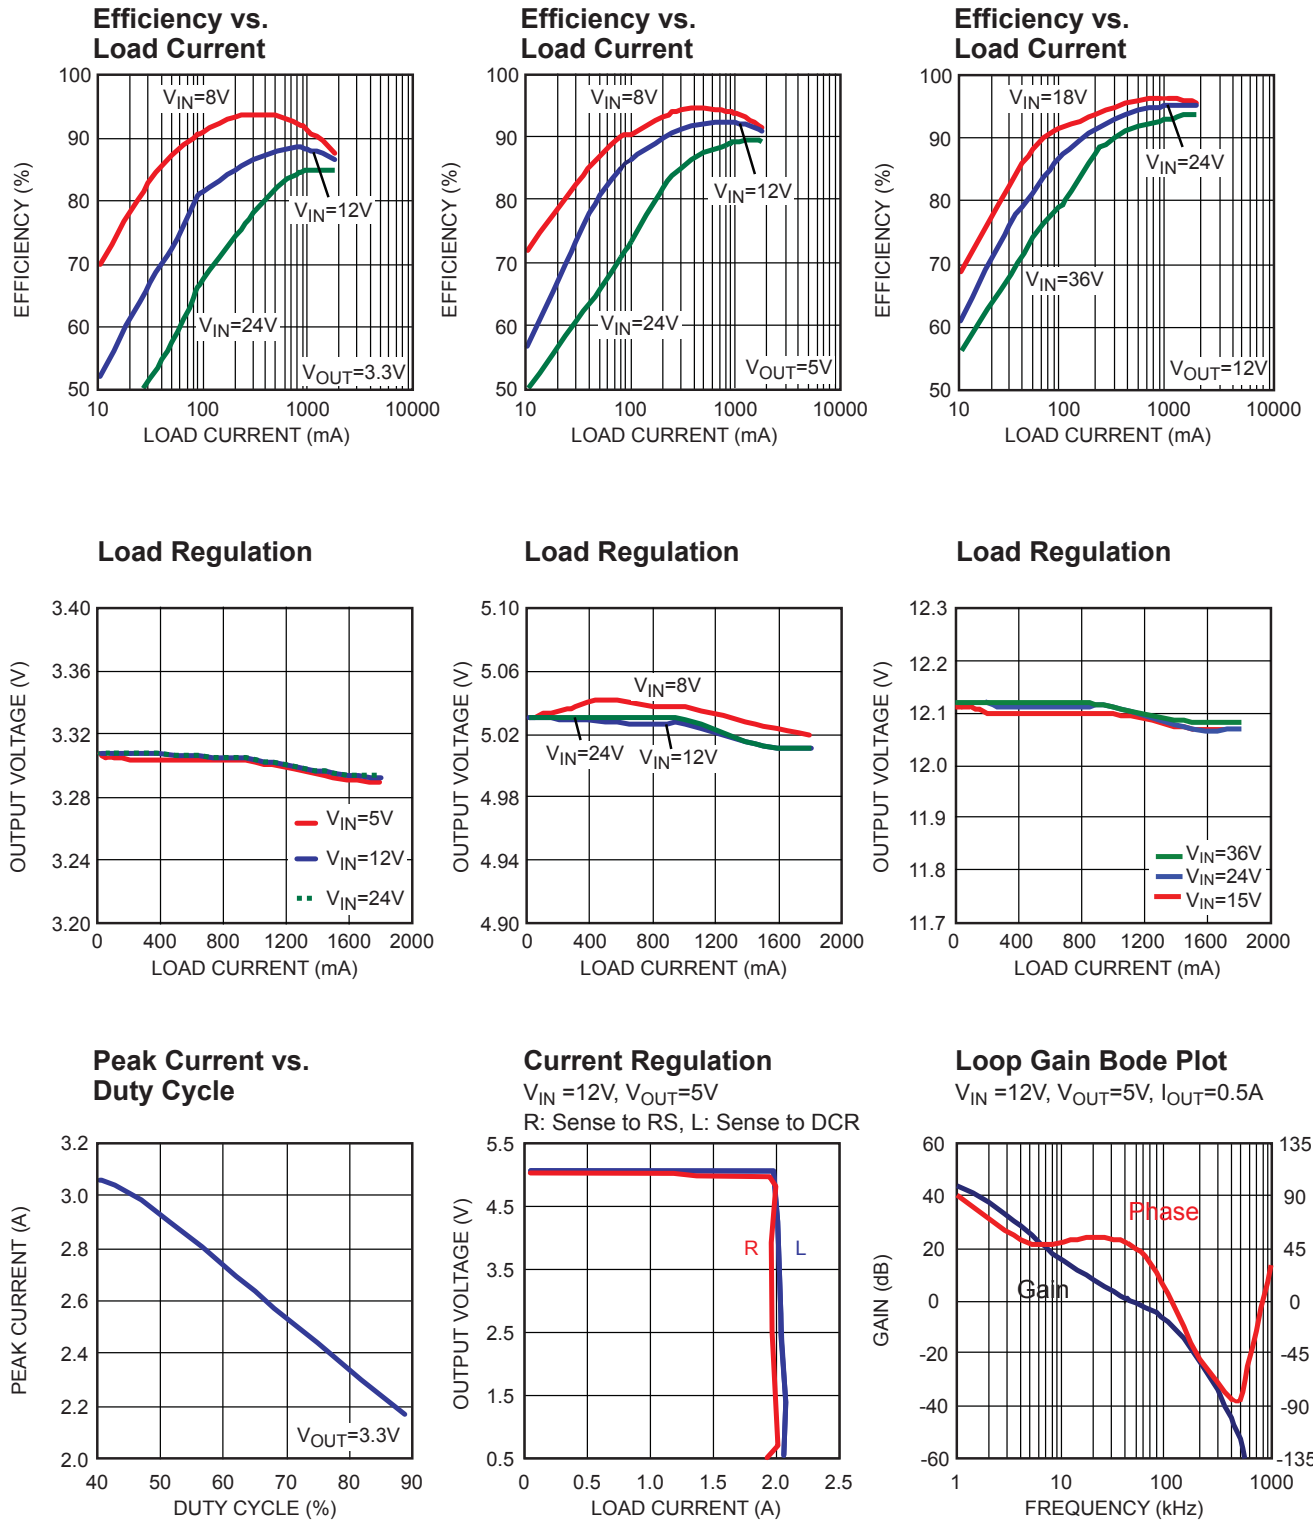 Efficiency vs.
Load Current
100
90
80
70
60
50
EFFICIENCY (%)
VIN=8V
VIN=12V
VIN=24V
VOUT=3.3V
10 100 1000 10000
LOAD CURRENT (mA)
Efficiency vs.
Load Current
100
90
80
70
60
50
EFFICIENCY (%)
VIN=8V
VIN=12V
VIN=24V
VOUT=5V
10 100 1000 10000
LOAD CURRENT (mA)
Efficiency vs.
Load Current
100
90
80
70
60
50
EFFICIENCY (%)
VIN=18V
VIN=24V
VIN=36V
VOUT=12V
10 100 1000 10000
LOAD CURRENT (mA)
Load Regulation
3.40
3.36
3.32
3.28
3.24
3.20
OUTPUT VOLTAGE (V)
VIN=5V
VIN=12V
VIN=24V
0 400 800 1200 1600 2000
LOAD CURRENT (mA)
Load Regulation
5.10
5.06
5.02
4.98
4.94
4.90
OUTPUT VOLTAGE (V)
VIN=8V
VIN=24V
VIN=12V
0 400 800 1200 1600 2000
LOAD CURRENT (mA)
Load Regulation
12.3
12.2
12.1
12.0
11.9
11.8
11.7
OUTPUT VOLTAGE (V)
VIN=36V
VIN=24V
VIN=15V
0 400 800 1200 1600 2000
LOAD CURRENT (mA)
Peak Current vs.
Duty Cycle
3.2
3.0
2.8
2.6
2.4
2.2
2.0
PEAK CURRENT (A)
VOUT=3.3V
40 50 60 70 80 90
DUTY CYCLE (%)
Current Regulation
VIN =12V, VOUT=5V
R: Sense to RS, L: Sense to DCR
5.5
4.5
3.5
2.5
1.5
0.5
OUTPUT VOLTAGE (V)
R
L
0 0.5 1.0 1.5 2.0 2.5
LOAD CURRENT (A)
Loop Gain Bode Plot
VIN =12V, VOUT=5V, IOUT=0.5A
60
40
20
0
-20
-40
-60
GAIN (dB)
Phase
Gain
135
90
45
0
-45
-90
-135
1 10 100 1000
FREQUENCY (kHz)